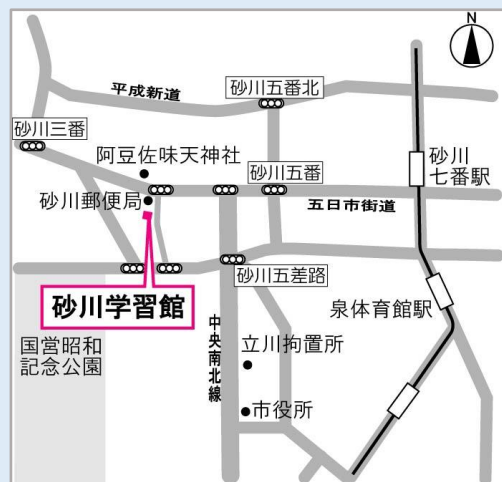 N
平成新道
砂川五番北
砂川三番
阿豆佐味天神社
砂川五番
砂川
七番駅
砂川郵便局
五日市街道
砂川五差路
砂川学習館
泉体育館駅
国営昭和
記念公園
中央南北線
立川拘置所
市役所